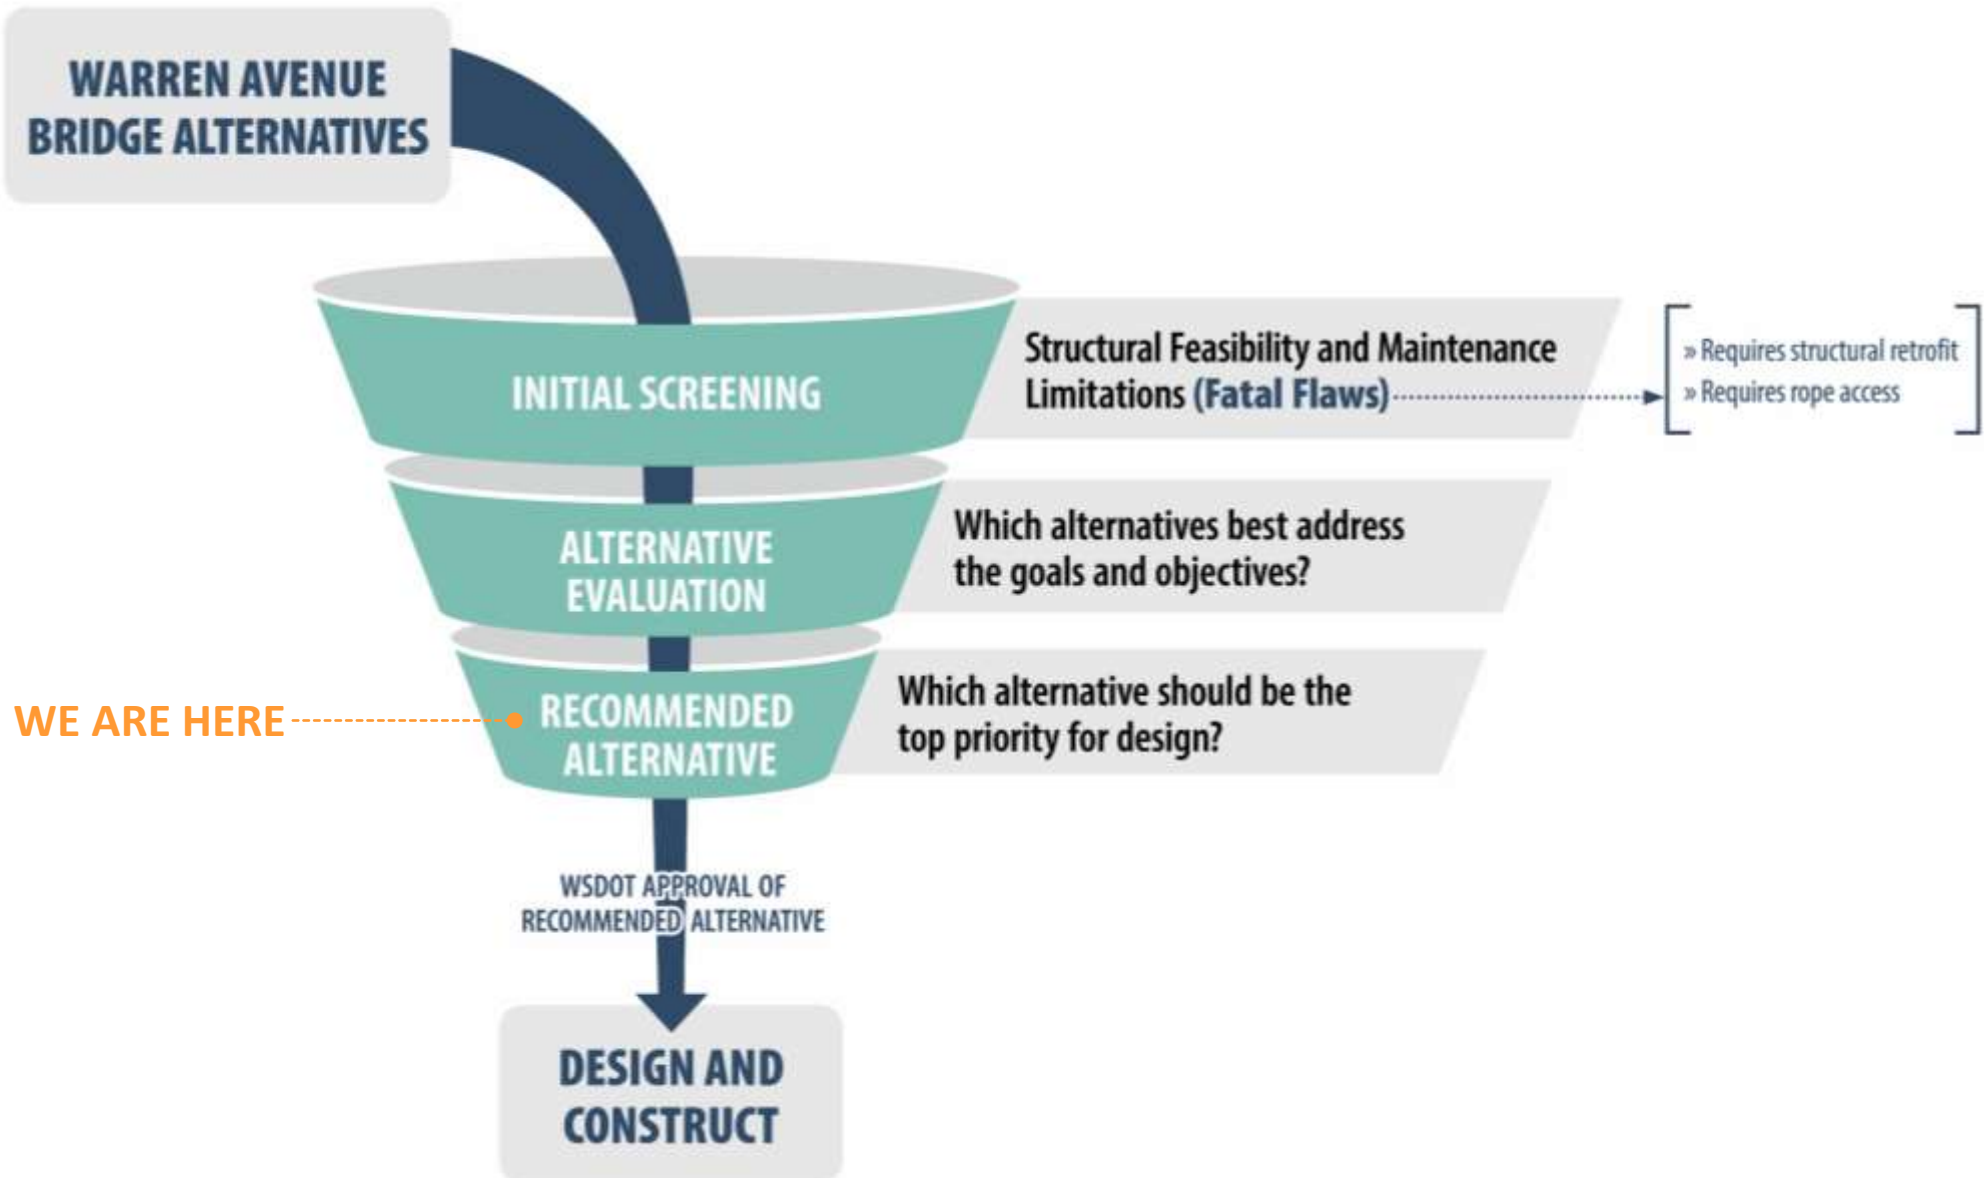 WARREN AVENUE
BRIDGE ALTERNATIVES
INITIAL SCREENING
Structural Feasibility and Maintenance
Limitations (Fatal Flaws)
» Requires structural retrofit
» Requires rope access
ALTERNATIVE
EVALUATION
Which alternatives best address
the goals and objectives?
WE ARE HERE
RECOMMENDED
ALTERNATIVE
Which alternative should be the
top priority for design?
WSDOT APPROVAL OF
RECOMMENDED ALTERNATIVE
DESIGN AND
CONSTRUCT